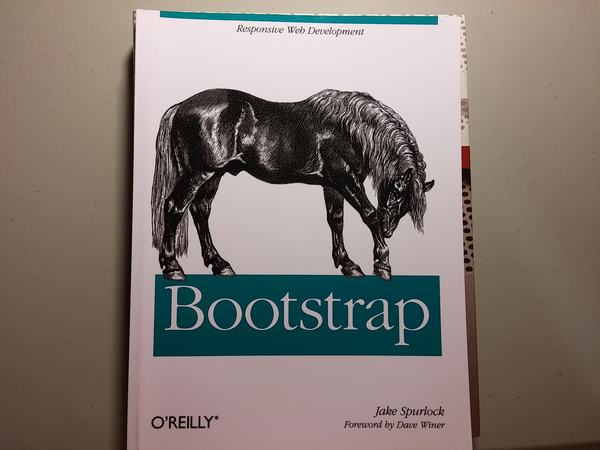 Responsive Web Development
Bootstrap
O'REILLY®
Jake Spurlock
Foreword by Dave Winer